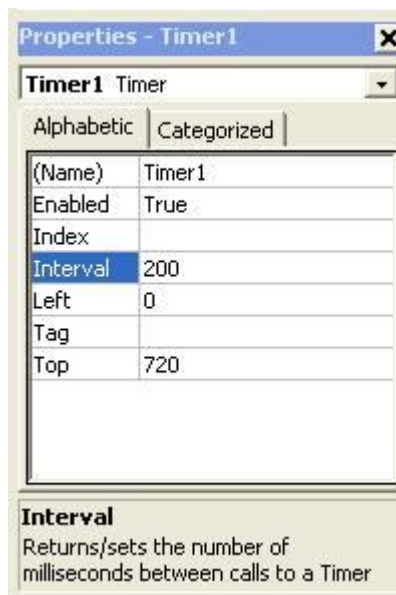 Properties - Timer1
Timer1 Timer
Alphabetic Categorized
(Name) Timer1
Enabled True
Index
Interval 200
Left 0
Tag
Top 720
Interval
Returns/sets the number of
milliseconds between calls to a Timer